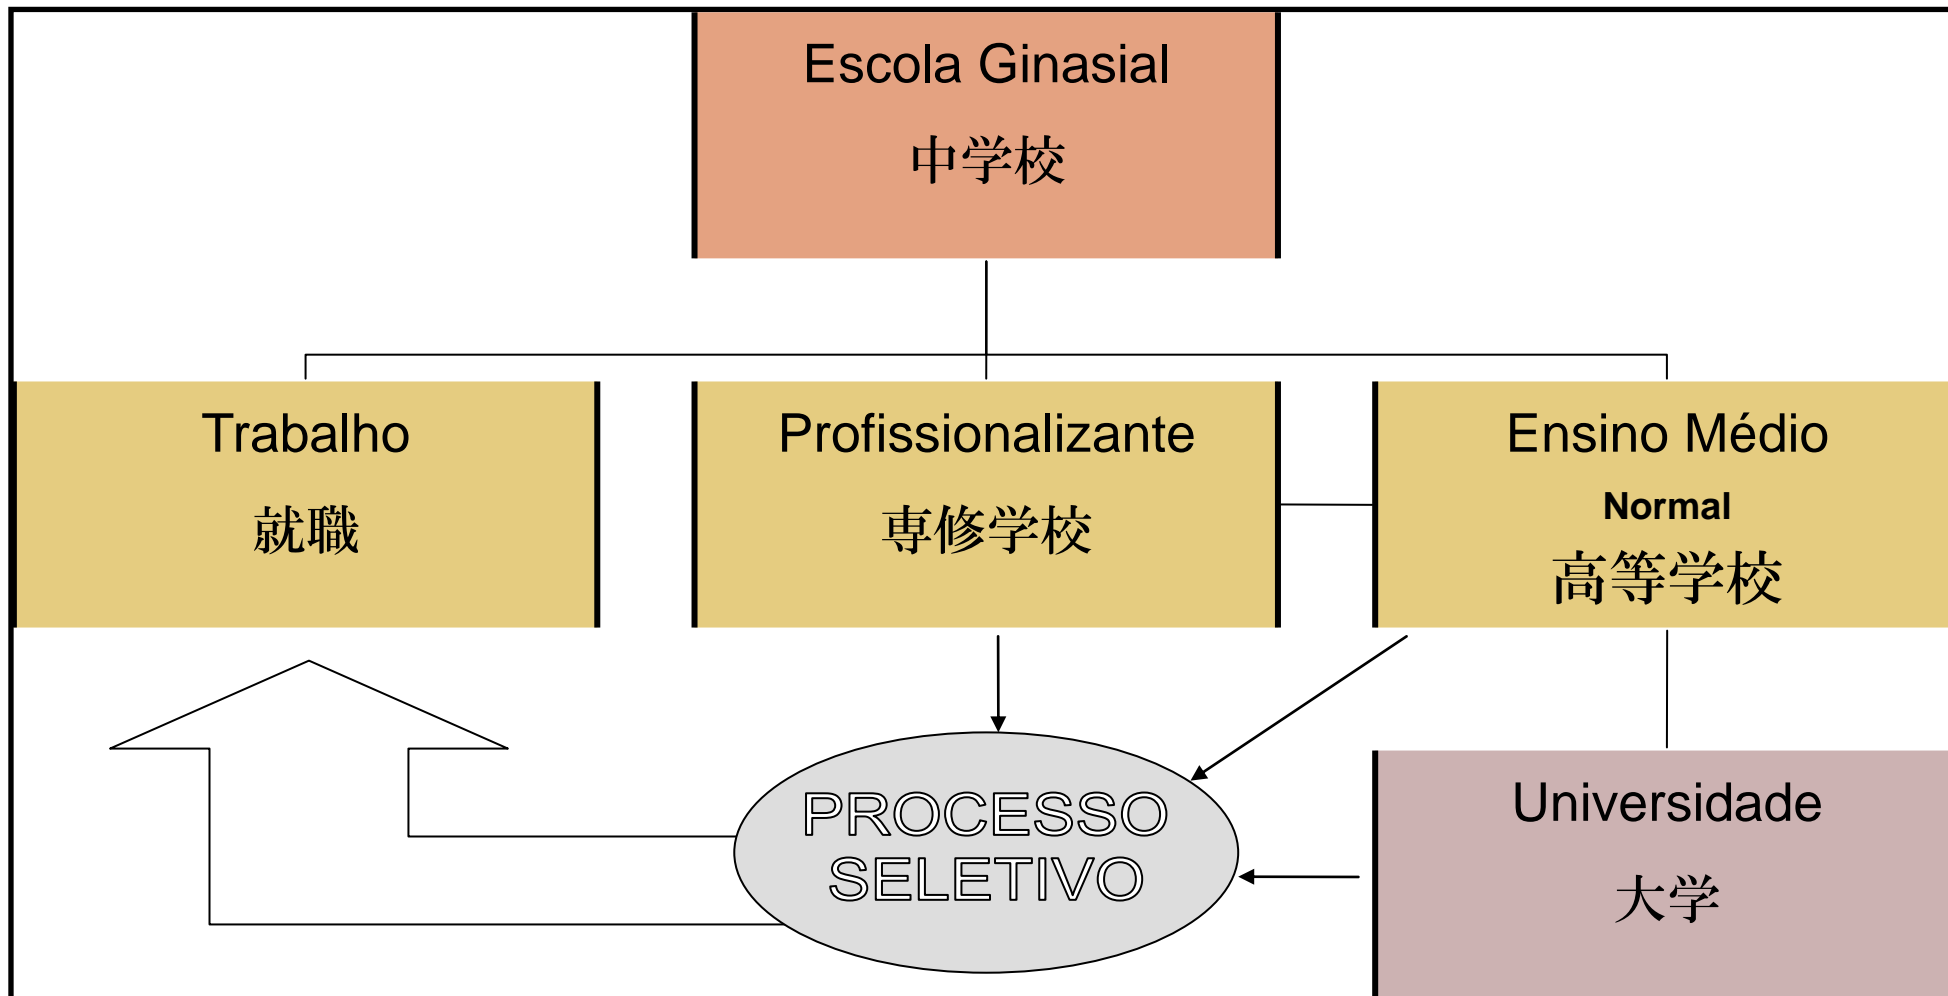 Escola Ginasial
中学校
Trabalho
就職
Profissionalizante
専修学校
Ensino Médio
Normal
高等学校
PROCESSO
SELETIVO
Universidade
大学